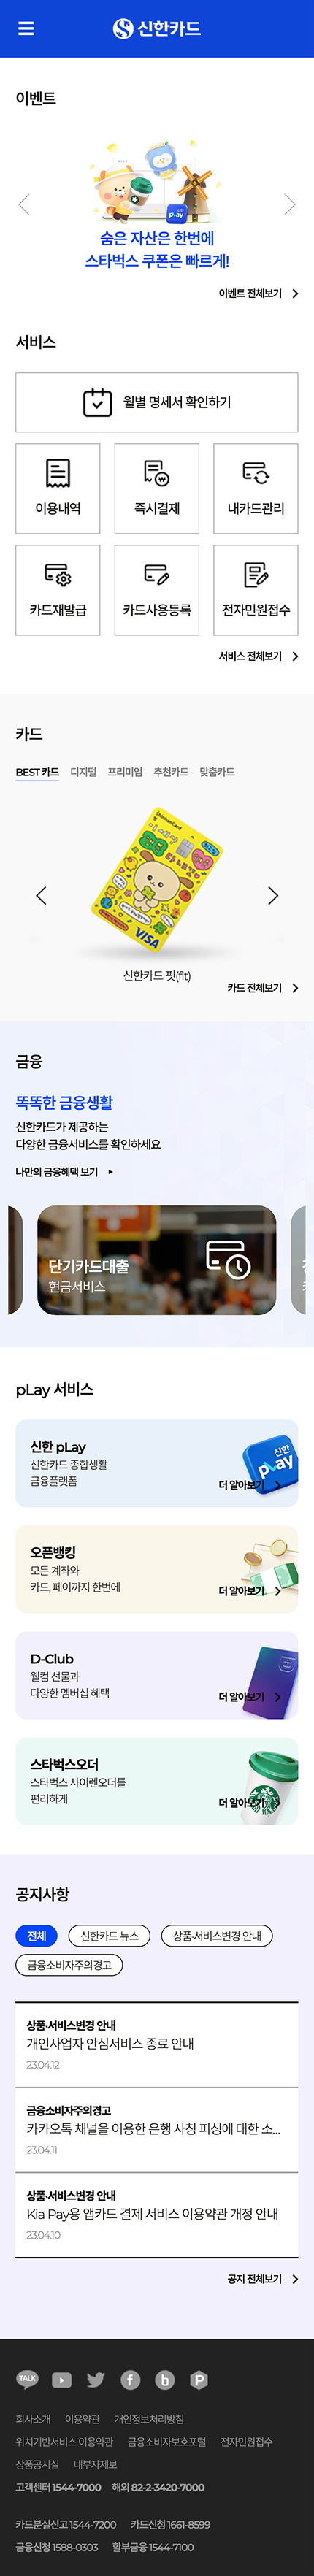 신한카드
이벤트
pLay
숨은 자산은 한번에
스타벅스 쿠폰은 빠르게!
이벤트 전체보기
서비스
월별 명세서 확인하기
이용내역
즉시결제
내카드관리
카드재발급
카드사용등록
전자민원접수
서비스 전체보기
카드
BEST 카드 디지털 프리미엄 추천카드 맞춤카드
VISA
신한카드 핏(fit)
카드 전체보기
금융
똑똑한 금융생활
신한카드가 제공하는
다양한 금융서비스를 확인하세요
나만의 금융혜택 보기
단기카드대출
현금서비스
pLay 서비스
신한 pLay
신한카드 종합생활
금융플랫폼
신한
pLay
더 알아보기
오픈뱅킹
모든 계좌와
카드, 페이까지 한번에
더 알아보기
D-Club
웰컴 선물과
다양한 멤버십 혜택
더 알아보기
스타벅스오더
스타벅스 사이렌오더를
편리하게
더 알아보기
공지사항
전체 신한카드 뉴스 상품·서비스변경 안내
금융소비자주의경고
상품·서비스변경 안내
개인사업자 안심서비스 종료 안내
23.04.12
금융소비자주의경고
카카오톡 채널을 이용한 은행 사칭 피싱에 대한 소...
23.04.11
상품·서비스변경 안내
Kia Pay용 앱카드 결제 서비스 이용약관 개정 안내
23.04.10
공지 전체보기
TALK
회사소개 이용약관 개인정보처리방침
위치기반서비스 이용약관 금융소비자보호포털 전자민원접수
상품공시실 내부자제보
고객센터 1544-7000 해외 82-2-3420-7000
카드분실신고 1544-7200 카드신청 1661-8599
금융신청 1588-0303 할부금융 1544-7100